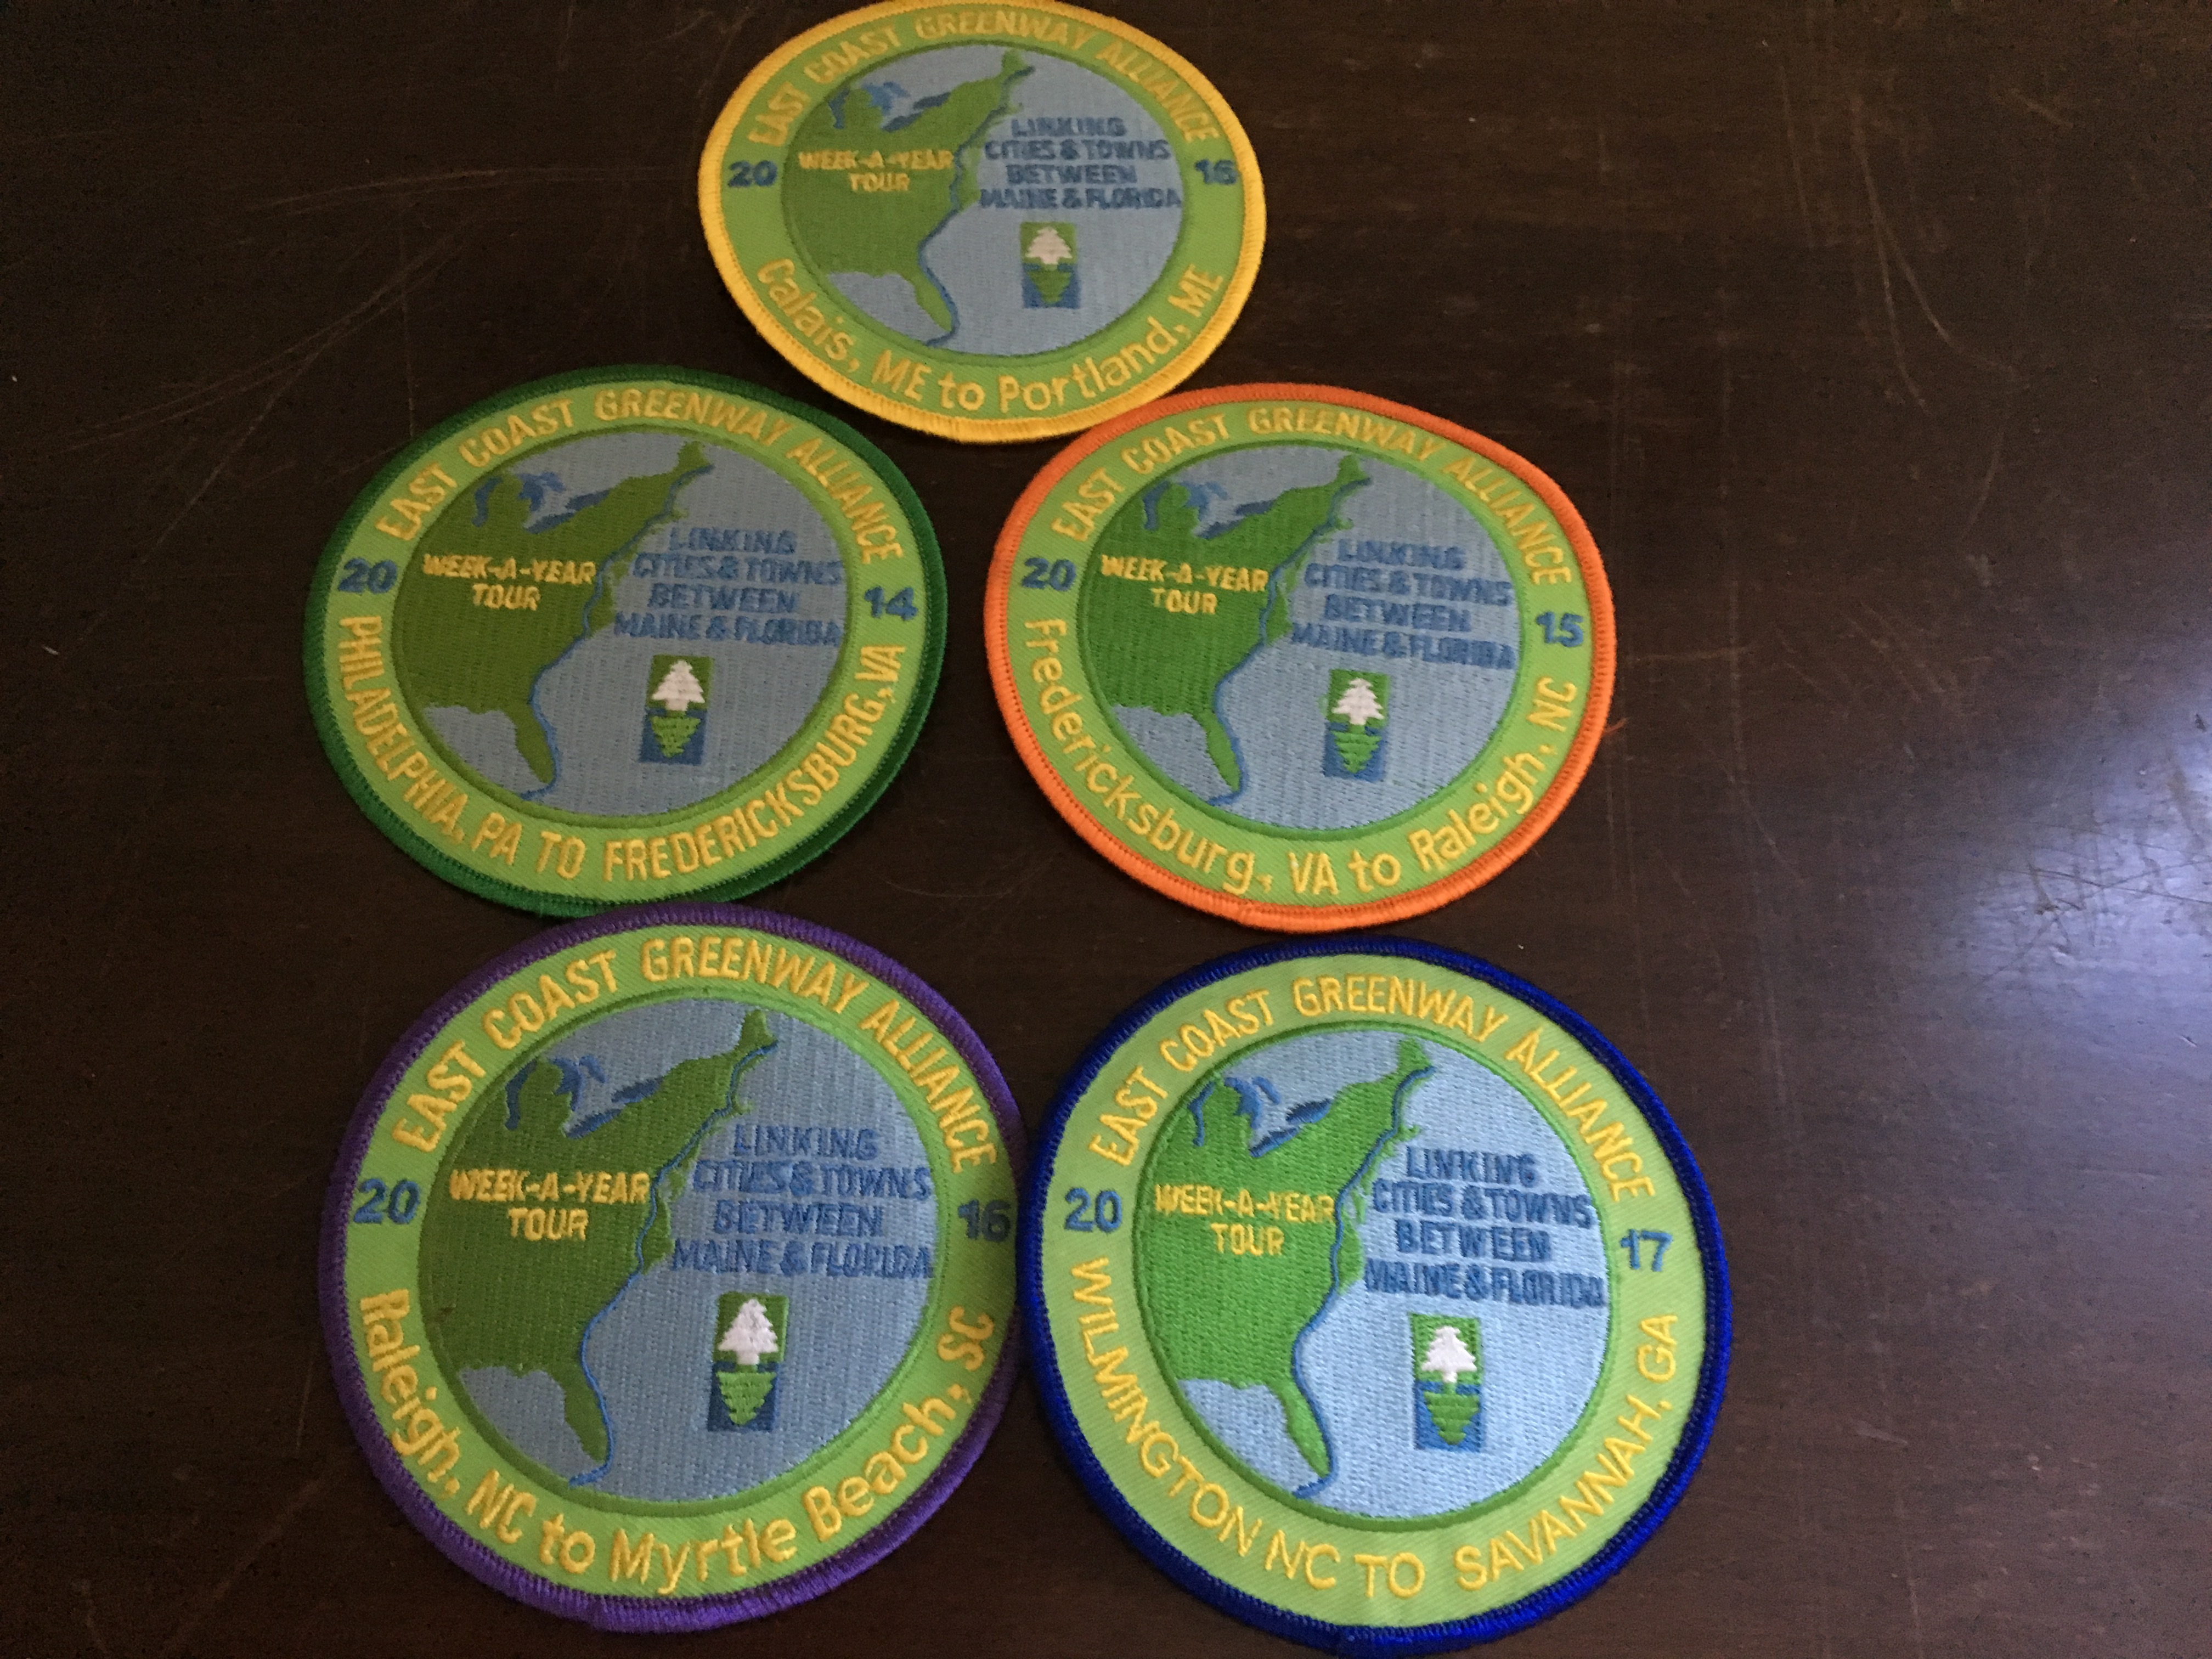 EAST COAST GREENWAY ALLIANCE
20 16
WEEK-A-YEAR
TOUR
LINKING
CITIES & TOWNS
BETWEEN
MAINE & FLORIDA
Calais, ME to Portland, ME
EAST COAST GREENWAY ALLIANCE
20 14
WEEK-A-YEAR
TOUR
LINKING
CITIES & TOWNS
BETWEEN
MAINE & FLORIDA
PHILADELPHIA, PA TO FREDERICKSBURG, VA
EAST COAST GREENWAY ALLIANCE
20 15
WEEK-A-YEAR
TOUR
LINKING
CITIES & TOWNS
BETWEEN
MAINE & FLORIDA
Fredericksburg, VA to Raleigh, NC
EAST COAST GREENWAY ALLIANCE
20 16
WEEK-A-YEAR
TOUR
LINKING
CITIES & TOWNS
BETWEEN
MAINE & FLORIDA
Raleigh, NC to Myrtle Beach, SC
EAST COAST GREENWAY ALLIANCE
20 17
WEEK-A-YEAR
TOUR
LINKING
CITIES & TOWNS
BETWEEN
MAINE & FLORIDA
WILMINGTON NC TO SAVANNAH, GA